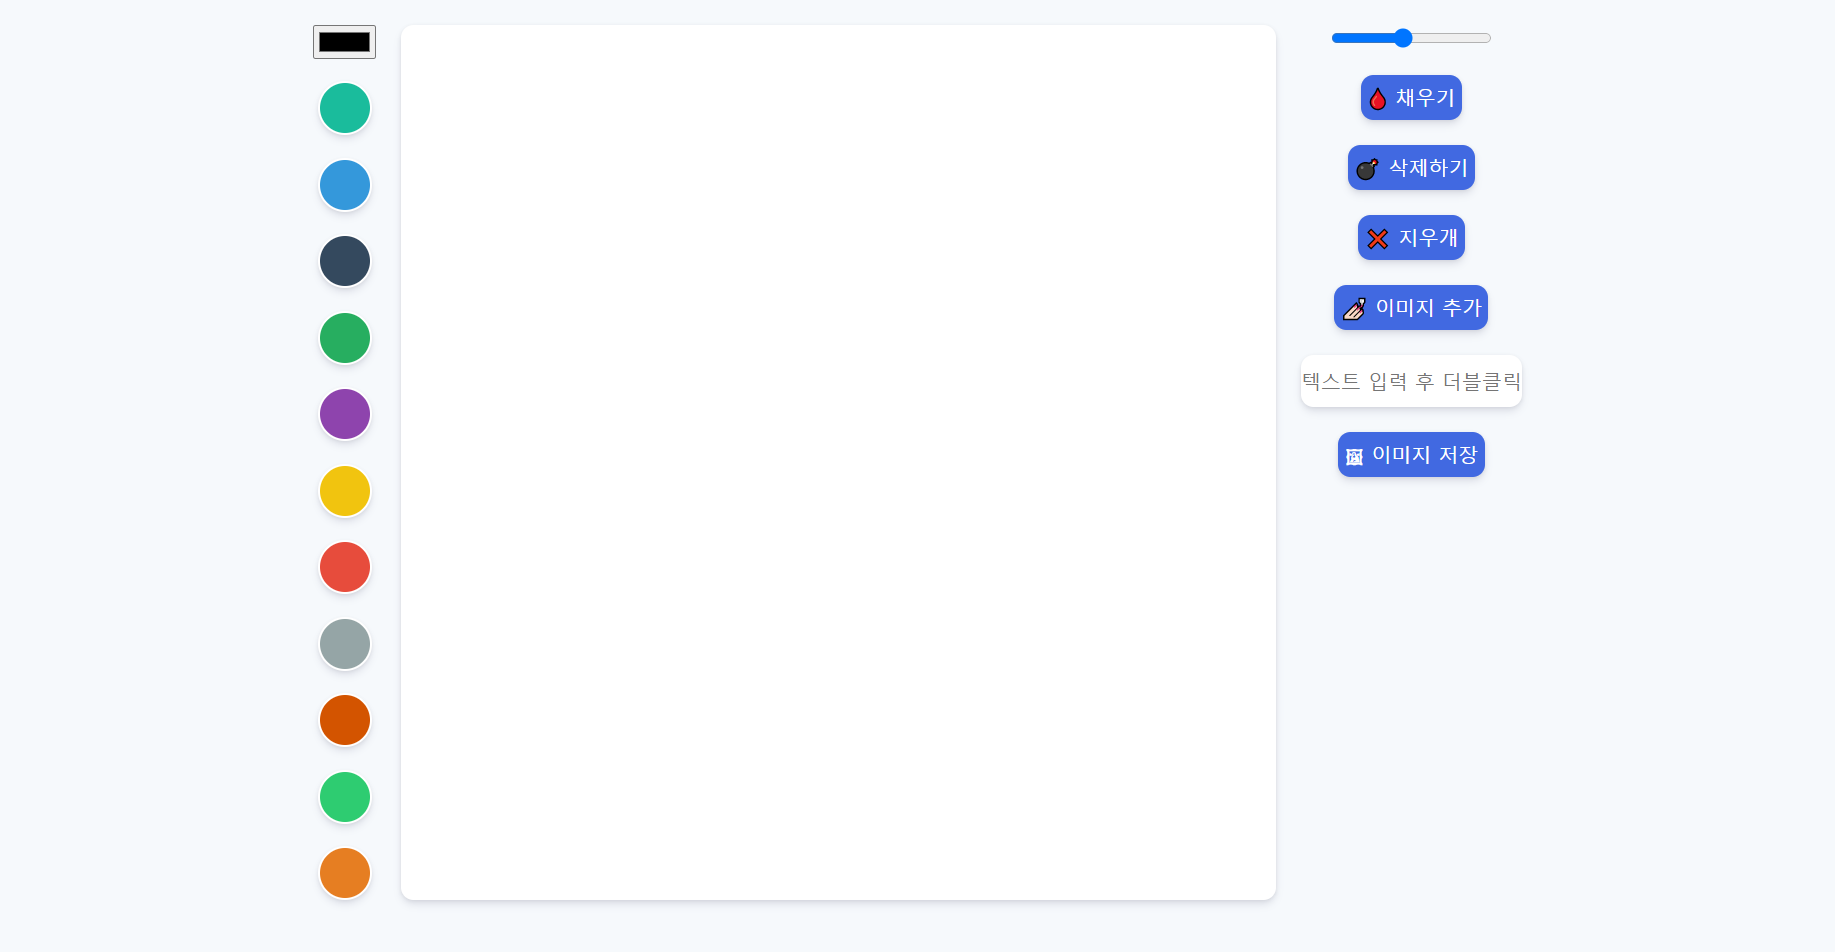 🩸 채우기
💣 삭제하기
❌ 지우개
💅 이미지 추가
텍스트 입력 후 더블클릭
🖼 이미지 저장